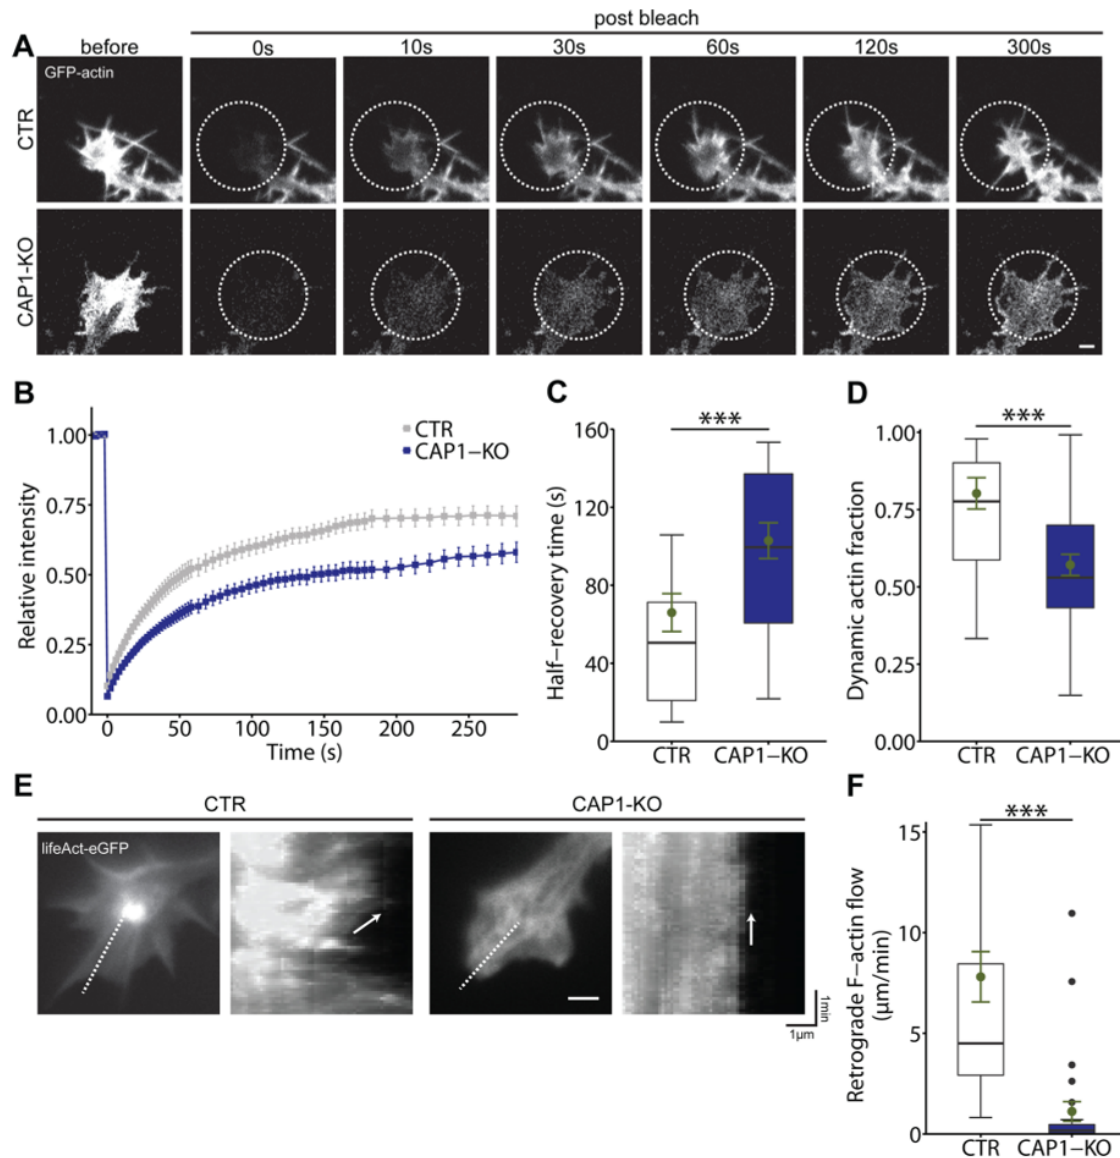 post bleach
A before 0s 10s 30s 60s 120s 300s
GFP-actin
CTR
CAP1-KO
B
CTR
CAP1−KO
Relative intensity
1.00
0.75
0.50
0.25
0.00
0 50 100 150 200 250
Time (s)
C
***
Half−recovery time (s)
160
120
80
40
0
CTR CAP1−KO
D
***
Dynamic actin fraction
1.00
0.75
0.50
0.25
0.00
CTR CAP1−KO
E
CTR CAP1-KO
lifeAct-eGFP
1min
1µm
F
***
Retrograde F−actin flow
(µm/min)
15
10
5
0
CTR CAP1−KO